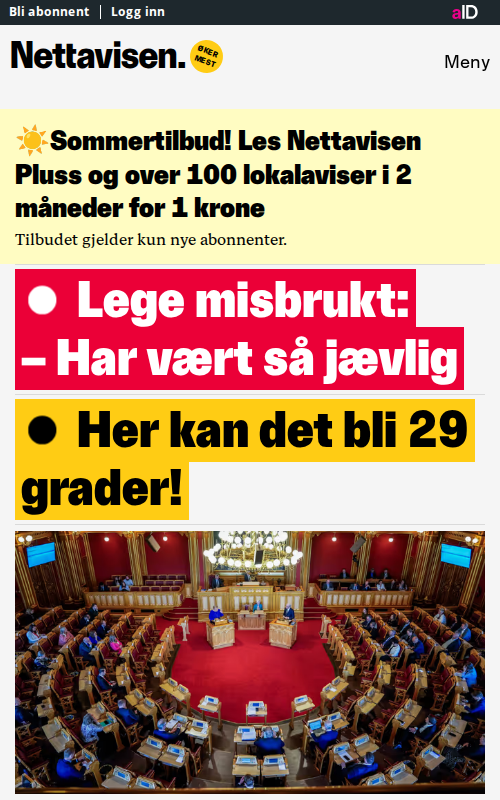 Bli abonnent | Logg inn
aID
Nettavisen.
ØKER
MEST
Meny
☀️Sommertilbud! Les Nettavisen
Pluss og over 100 lokalaviser i 2
måneder for 1 krone
Tilbudet gjelder kun nye abonnenter.
Lege misbrukt:
– Har vært så jævlig
Her kan det bli 29
grader!